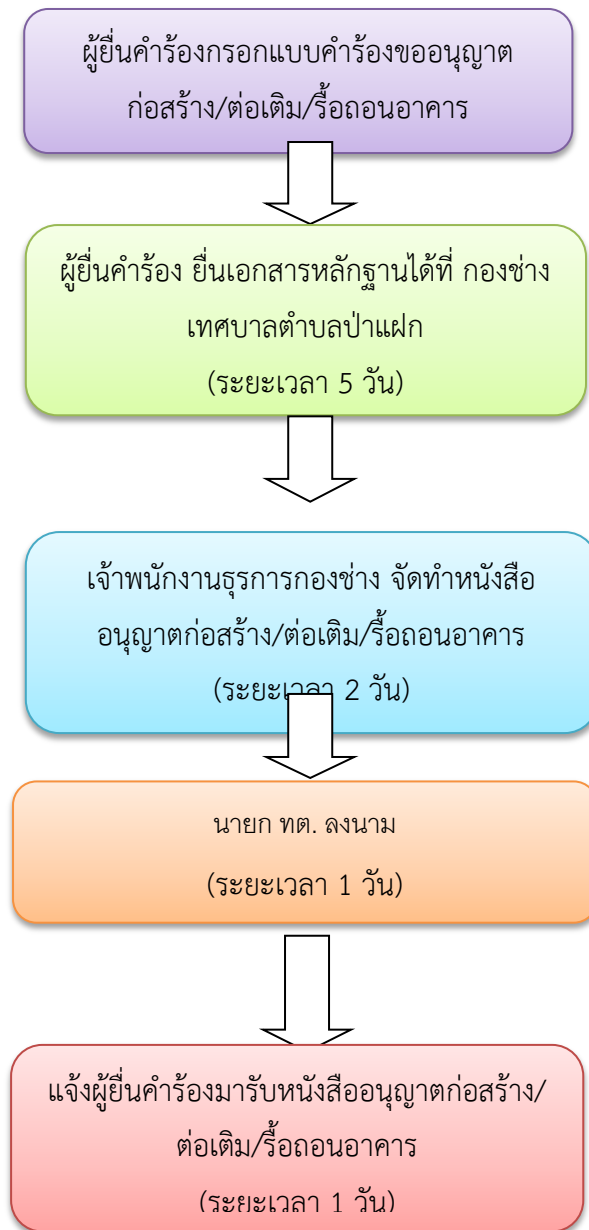 ผู้ยื่นคำร้องกรอกแบบคำร้องขออนุญาต
ก่อสร้าง/ต่อเติม/รื้อถอนอาคาร
ผู้ยื่นคำร้อง ยื่นเอกสารหลักฐานได้ที่ กองช่าง
เทศบาลตำบลป่าแฝก
(ระยะเวลา 5 วัน)
เจ้าพนักงานธุรการกองช่าง จัดทำหนังสือ
อนุญาตก่อสร้าง/ต่อเติม/รื้อถอนอาคาร
(ระยะเวลา 2 วัน)
นายก ทต. ลงนาม
(ระยะเวลา 1 วัน)
แจ้งผู้ยื่นคำร้องมารับหนังสืออนุญาตก่อสร้าง/
ต่อเติม/รื้อถอนอาคาร
(ระยะเวลา 1 วัน)